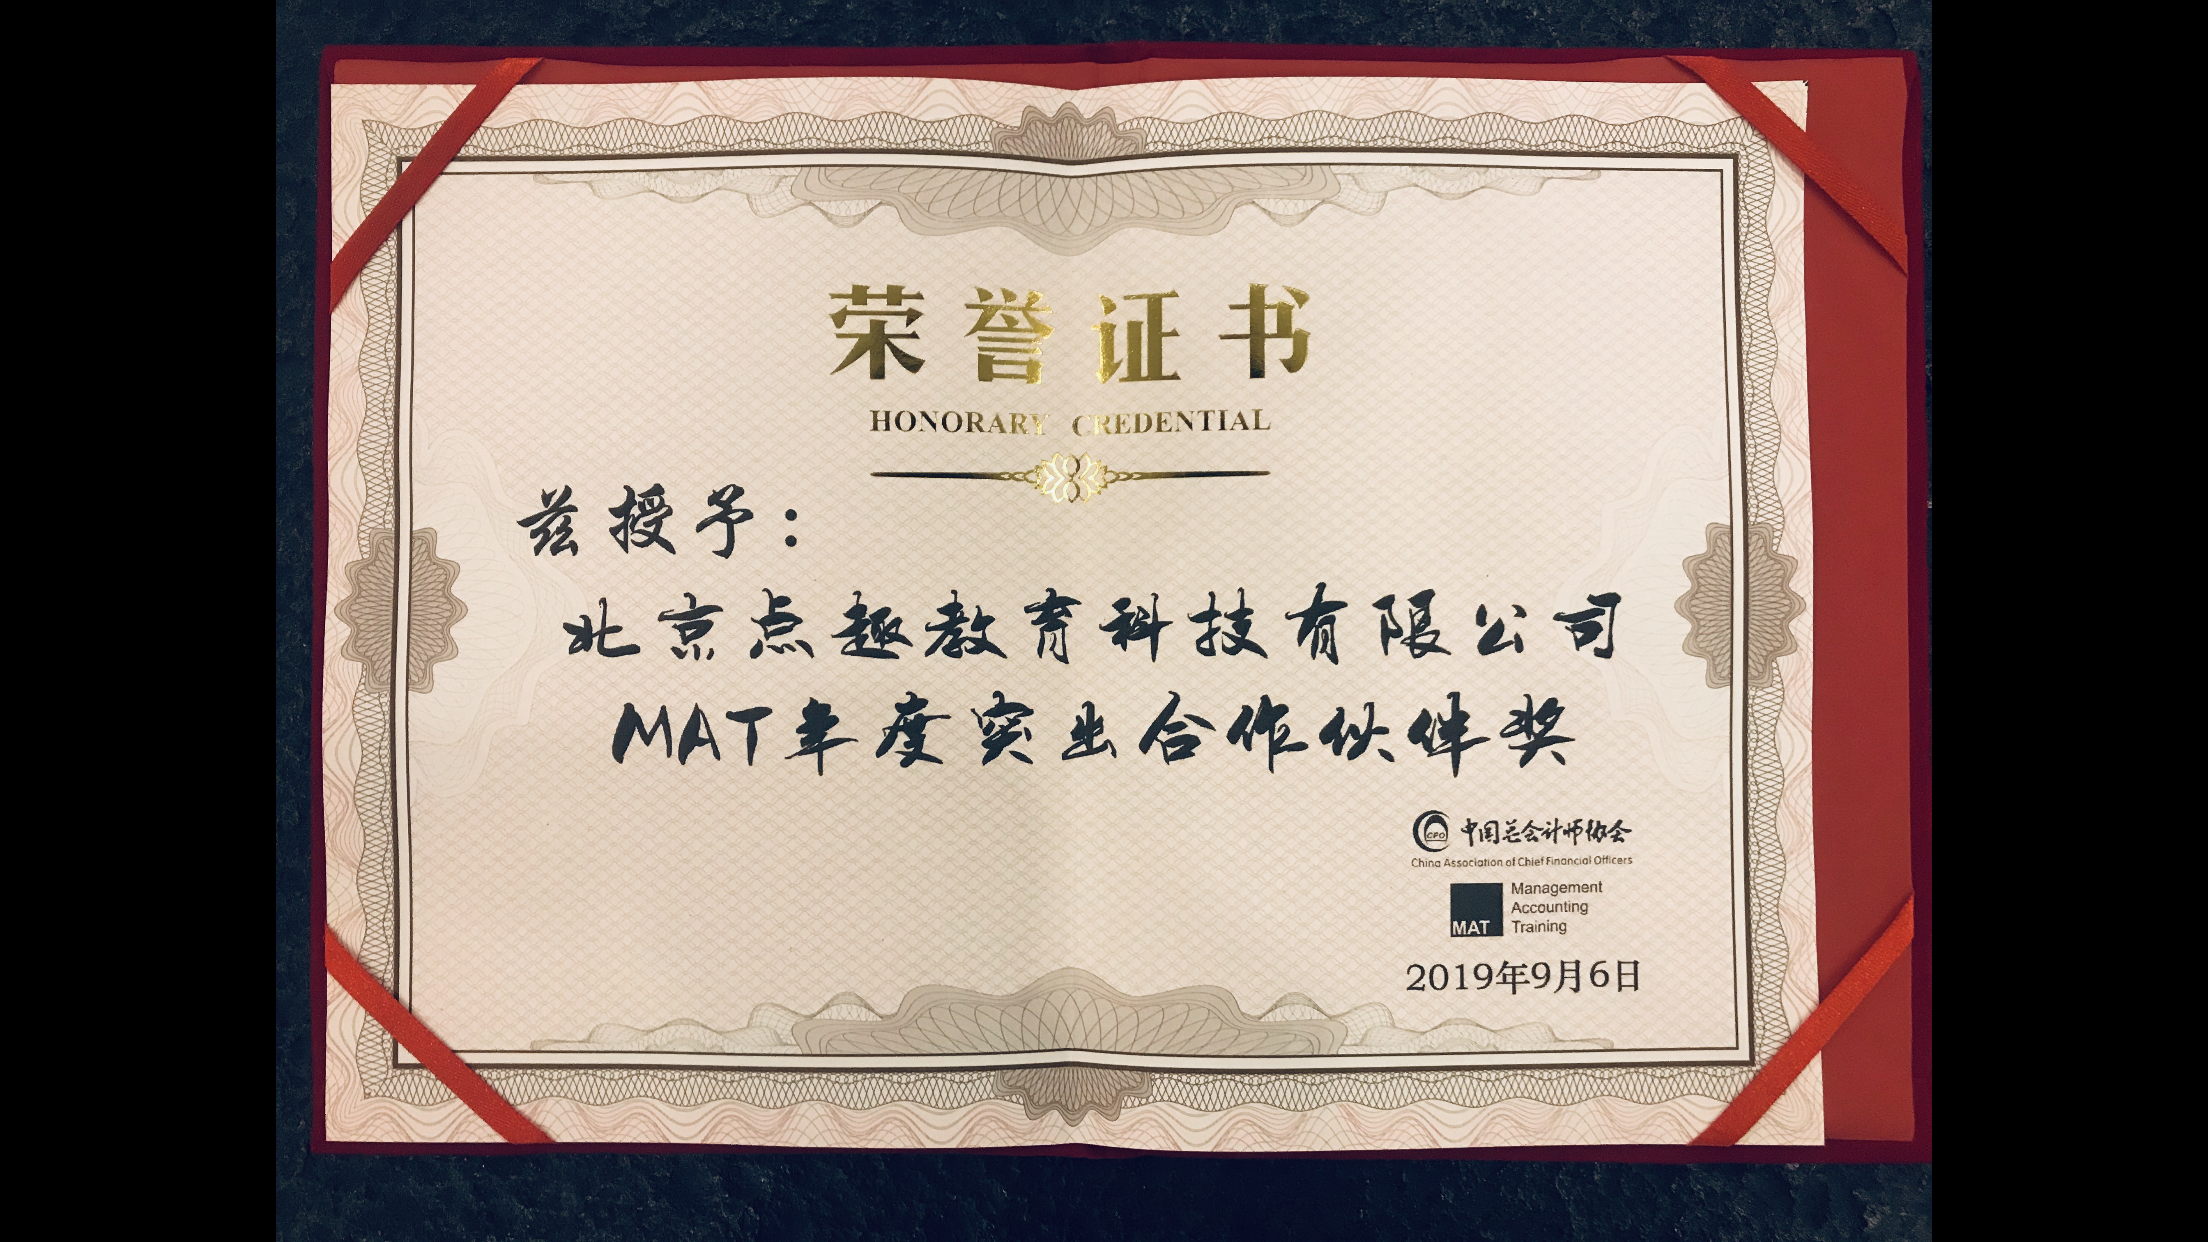 荣誉证书
HONORARY CREDENTIAL
兹授予：
北京点趣教育科技有限公司
MAT年度突出合作伙伴奖
CFO 中国总会计师协会
China Association of Chief Financial Officers
MAT
Management
Accounting
Training
2019年9月6日